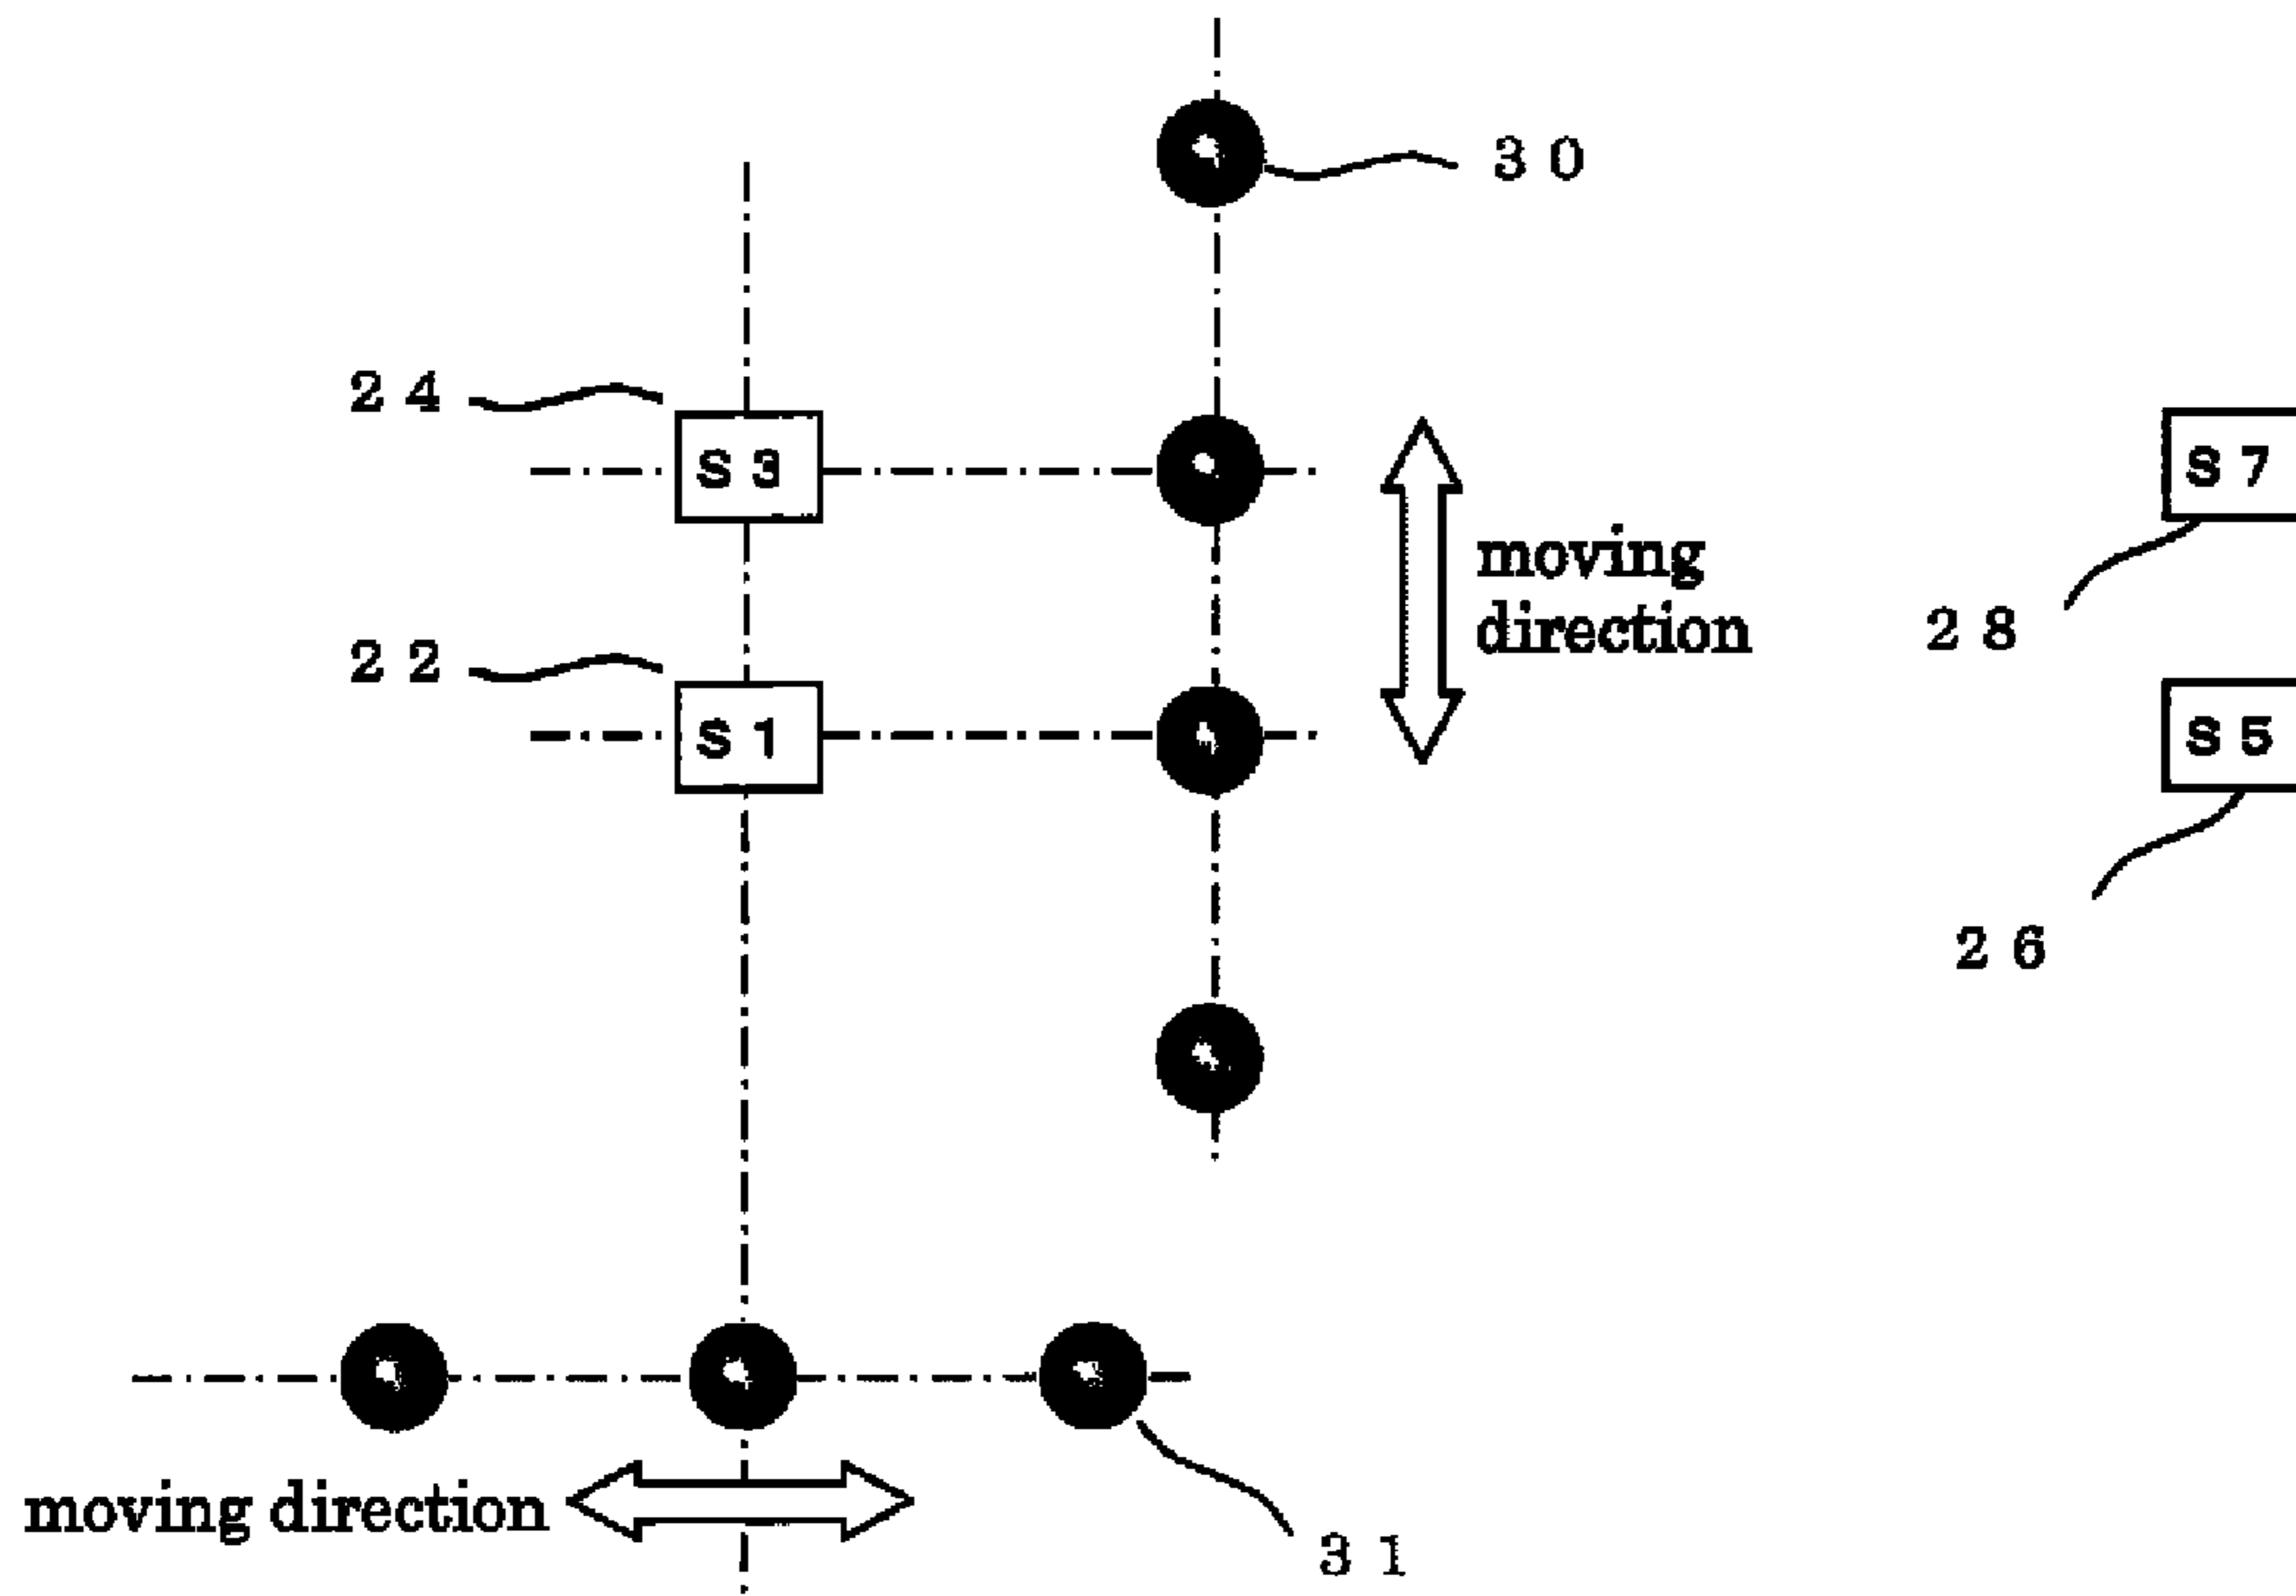 30
24
S3
S7
moving
direction
28
22
S1
S5
26
moving direction
31